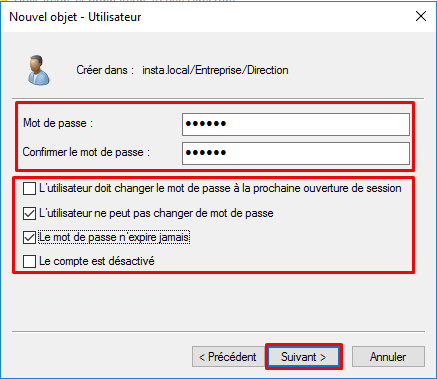 Nouvel objet - Utilisateur
Créer dans : insta.local/Entreprise/Direction
Mot de passe : ••••••
Confirmer le mot de passe : ••••••
L'utilisateur doit changer le mot de passe à la prochaine ouverture de session
L'utilisateur ne peut pas changer de mot de passe
Le mot de passe n'expire jamais
Le compte est désactivé
< Précédent Suivant > Annuler